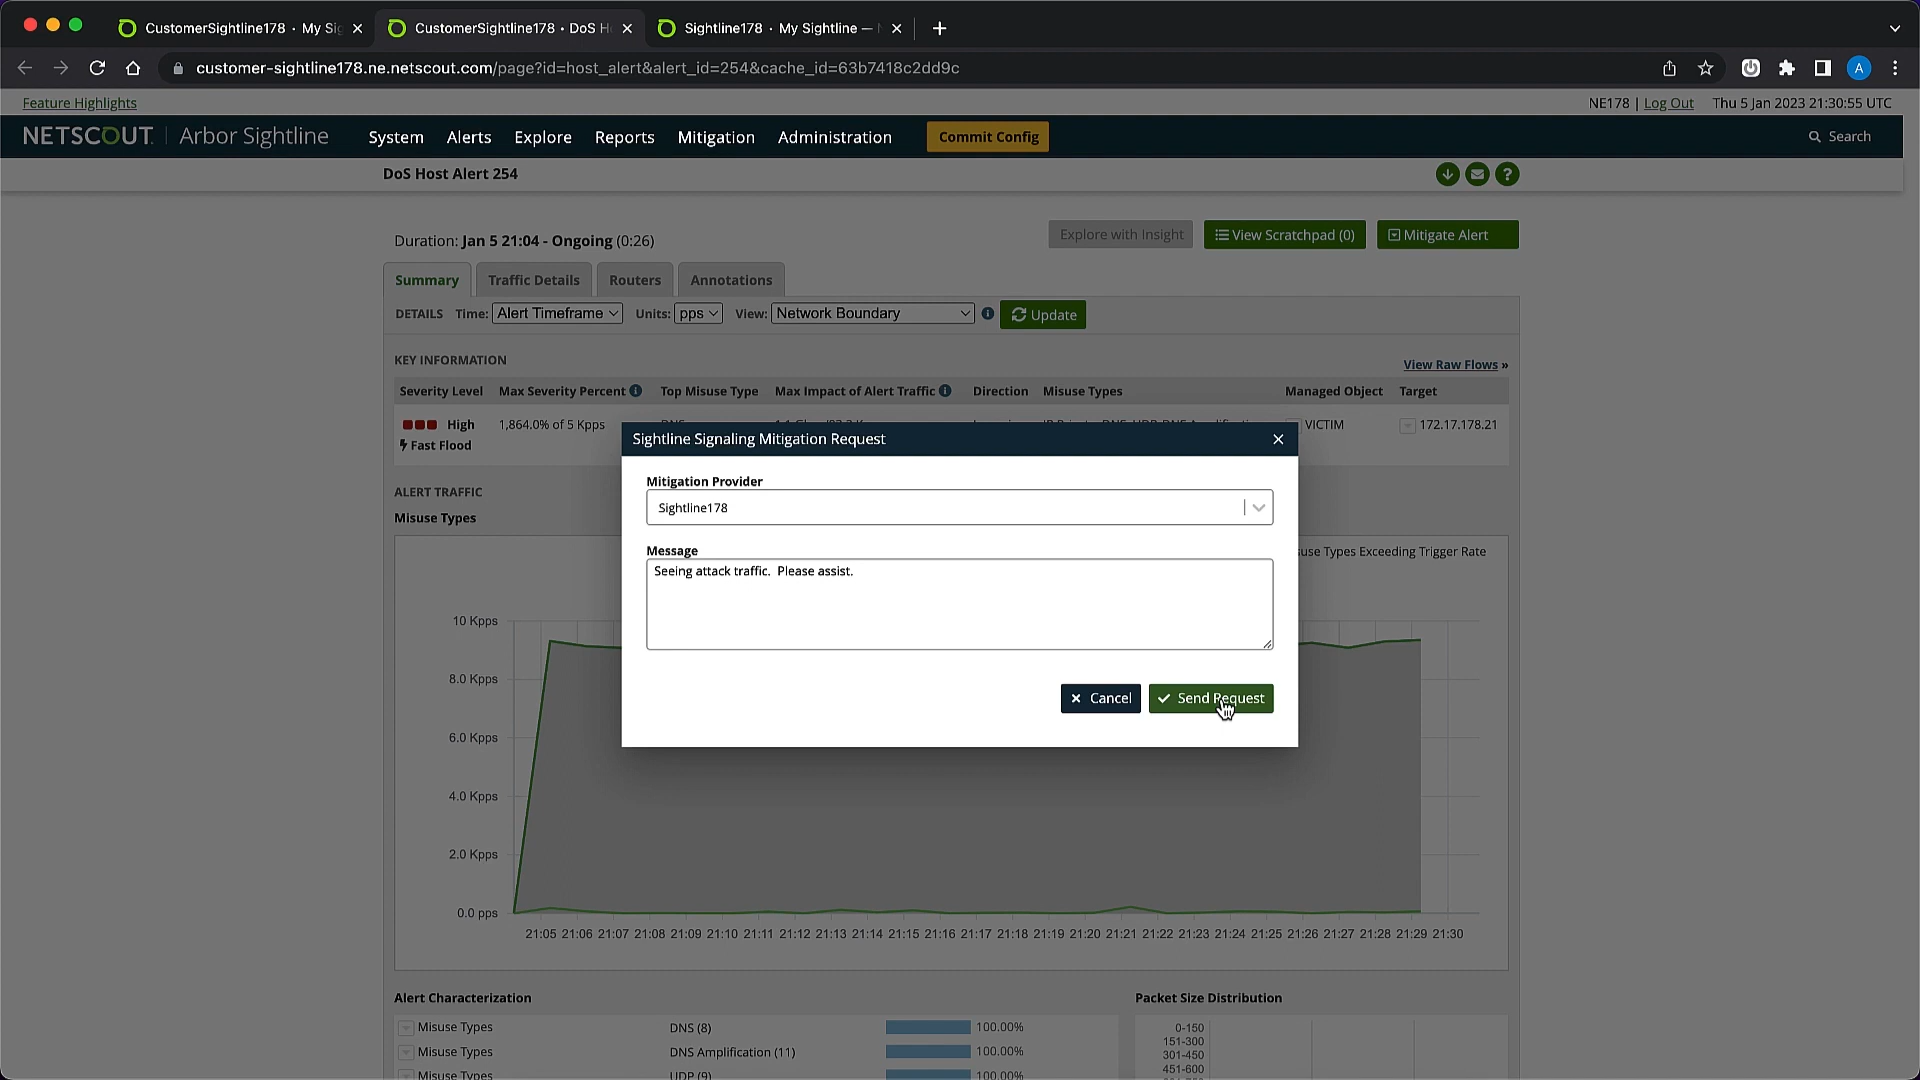 CustomerSightline178 · My Sig
CustomerSightline178 • DoS H
Sightline178 · My Sightline —
customer-sightline178.ne.netscout.com/page?id=host_alert&alert_id=254&cache_id=63b7418c2dd9c
A
Feature Highlights
NE178 | Log Out Thu 5 Jan 2023 21:30:55 UTC
NETSCOUT. | Arbor Sightline System Alerts Explore Reports Mitigation Administration Commit Config Search
DoS Host Alert 254
?
Duration: Jan 5 21:04 - Ongoing (0:26)
Explore with Insight View Scratchpad (0) Mitigate Alert
Summary Traffic Details Routers Annotations
DETAILS Time: Alert Timeframe Units: pps View: Network Boundary i Update
KEY INFORMATION
View Raw Flows »
Severity Level Max Severity Percent i Top Misuse Type Max Impact of Alert Traffic i Direction Misuse Types Managed Object Target
High 1,864.0% of 5 Kpps VICTIM 172.17.178.21
Fast Flood
Sightline Signaling Mitigation Request
Mitigation Provider
Sightline178
Message
Seeing attack traffic. Please assist.
Cancel Send Request
ALERT TRAFFIC
Misuse Types
use Types Exceeding Trigger Rate
10 Kpps
8.0 Kpps
6.0 Kpps
4.0 Kpps
2.0 Kpps
0.0 pps
21:05 21:06 21:07 21:08 21:09 21:10 21:11 21:12 21:13 21:14 21:15 21:16 21:17 21:18 21:19 21:20 21:21 21:22 21:23 21:24 21:25 21:26 21:27 21:28 21:29 21:30
Alert Characterization
Misuse Types DNS (8) 100.00%
Misuse Types DNS Amplification (11) 100.00%
Misuse Types UDP (9) 100.00%
Packet Size Distribution
0-150
151-300
301-450
451-600